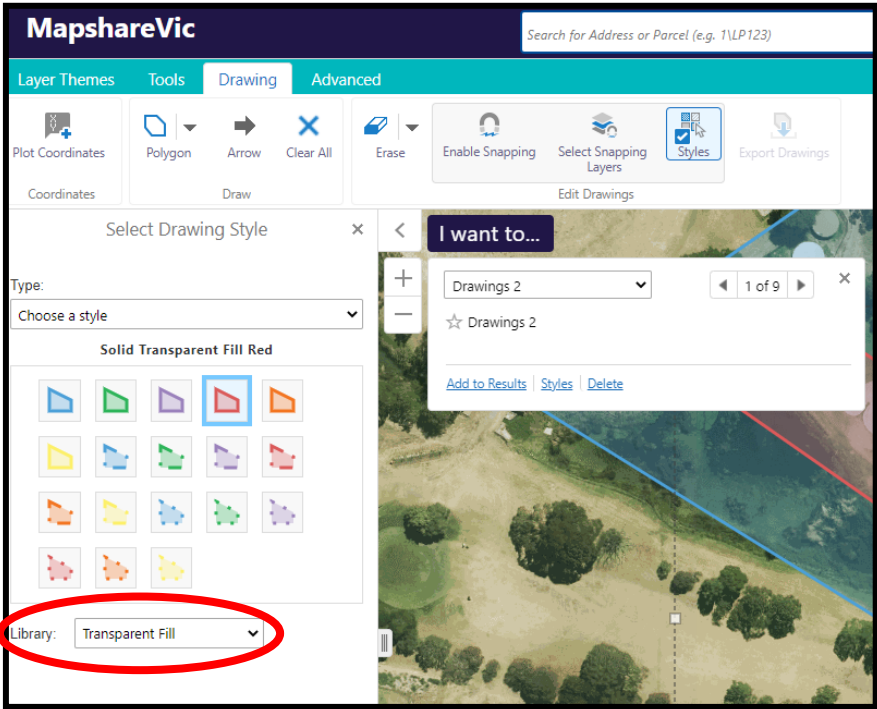 MapshareVic
Search for Address or Parcel (e.g. 1\LP123)
Layer Themes
Tools
Drawing
Advanced
Plot Coordinates
Polygon
Arrow
Clear All
Erase
Enable Snapping
Select Snapping
Layers
Styles
Export Drawings
Coordinates
Draw
Edit Drawings
Select Drawing Style
Type:
Choose a style
Solid Transparent Fill Red
Library:
Transparent Fill
I want to...
Drawings 2
1 of 9
Drawings 2
Add to Results
Styles
Delete